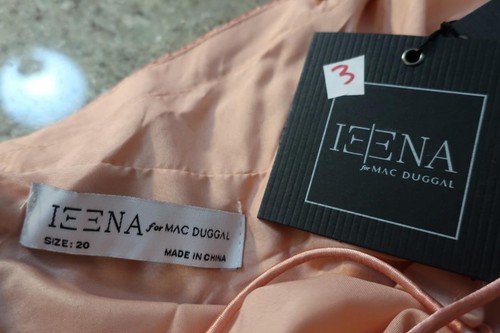 3
IEENA
for MAC DUGGAL
IEENA for MAC DUGGAL
SIZE: 20
MADE IN CHINA